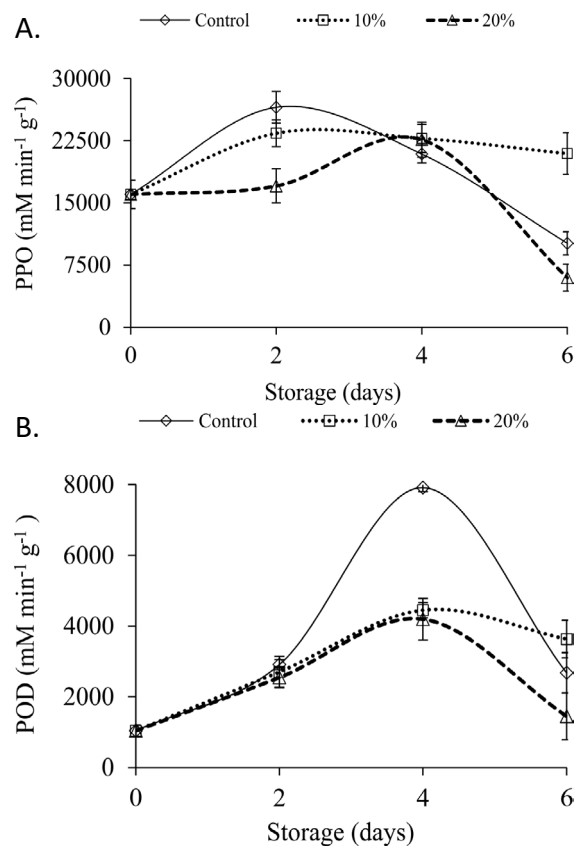 A.
Control 10% 20%
30000
22500
15000
7500
0
PPO (mM min⁻¹ g⁻¹)
0 2 4 6
Storage (days)
B.
Control 10% 20%
8000
6000
4000
2000
0
POD (mM min⁻¹ g⁻¹ )
0 2 4 6
Storage (days)